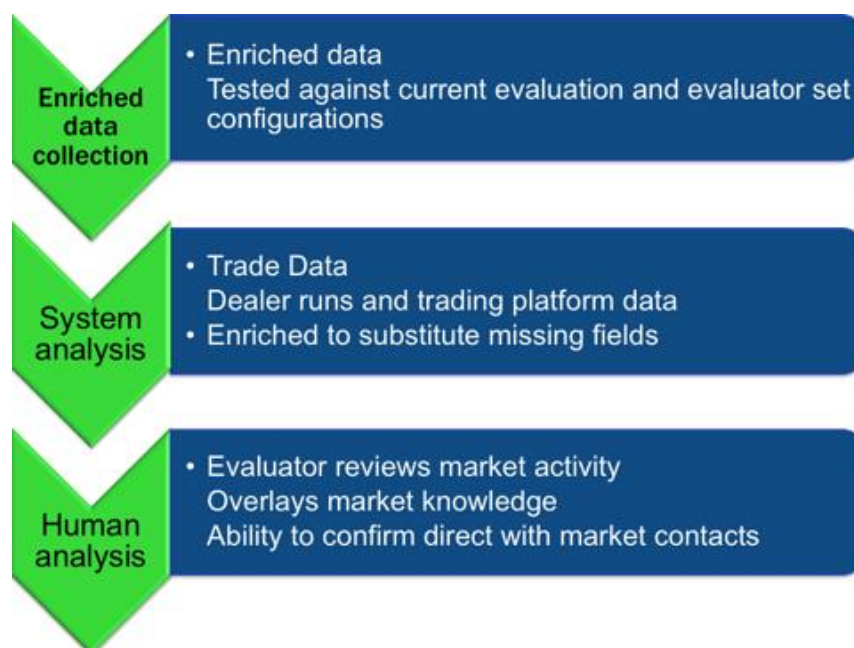 Enriched
data
collection
• Enriched data
Tested against current evaluation and evaluator set
configurations
System
analysis
• Trade Data
Dealer runs and trading platform data
• Enriched to substitute missing fields
Human
analysis
• Evaluator reviews market activity
Overlays market knowledge
Ability to confirm direct with market contacts